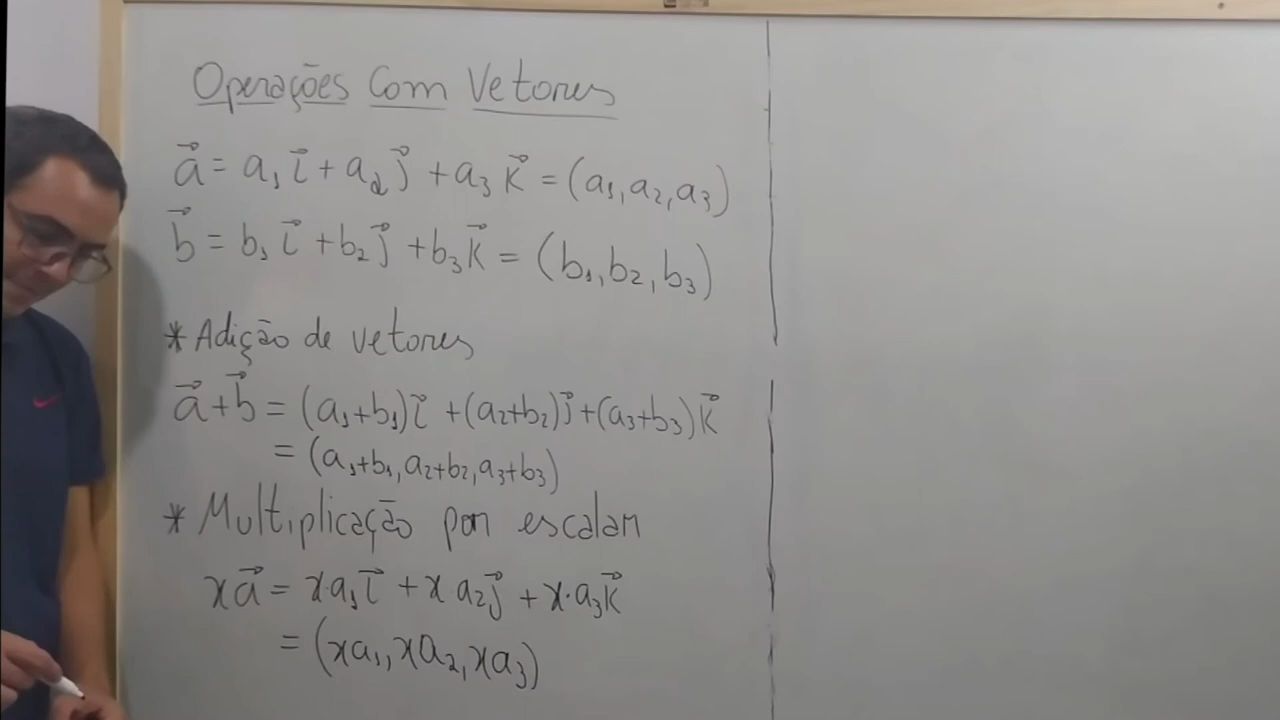 Operações Com Vetores
a⃗ = a₁ i⃗ + a₂ j⃗ + a₃ k⃗ = (a₁, a₂, a₃)
b⃗ = b₁ i⃗ + b₂ j⃗ + b₃ k⃗ = (b₁, b₂, b₃)
* Adição de vetores
a⃗ + b⃗ = (a₁+b₁) i⃗ + (a₂+b₂) j⃗ + (a₃+b₃) k⃗
= (a₁+b₁, a₂+b₂, a₃+b₃)
* Multiplicação por escalar
x a⃗ = x·a₁ i⃗ + x·a₂ j⃗ + x·a₃ k⃗
= (xa₁, xa₂, xa₃)